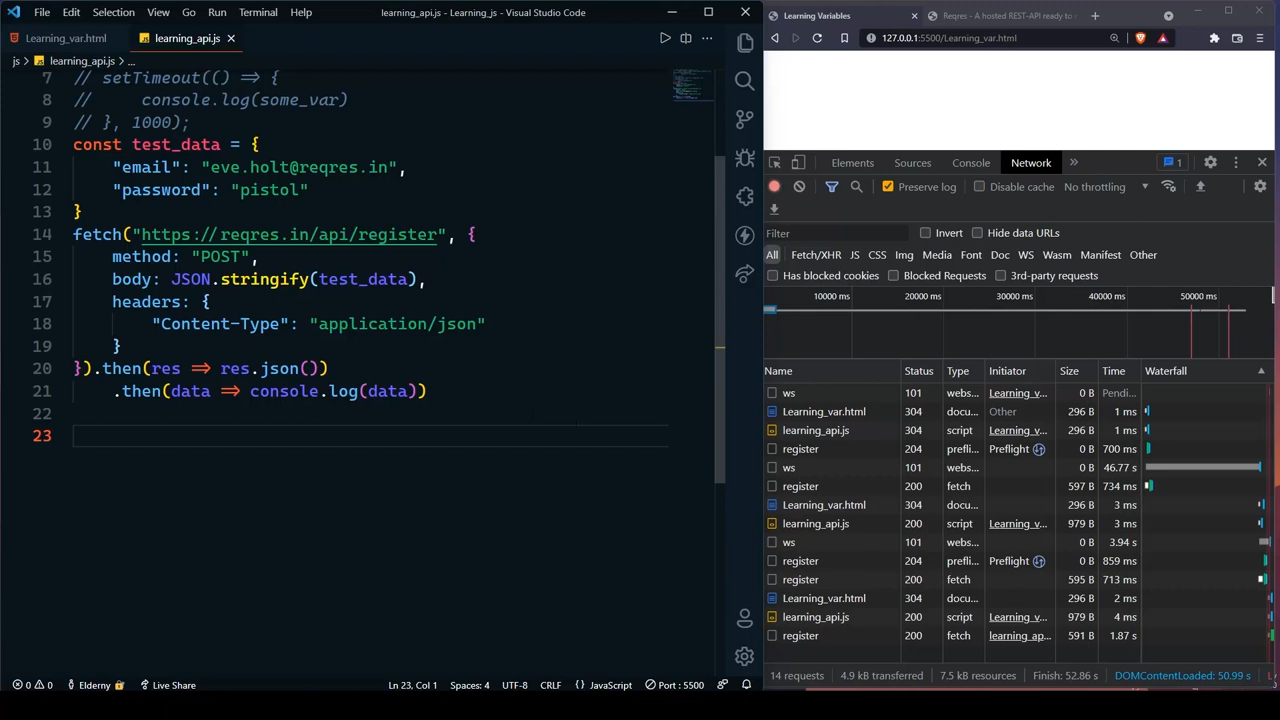 File Edit Selection View Go Run Terminal Help learning_api.js - Learning_js - Visual Studio Code
Learning_var.html learning_api.js
js > learning_api.js > ...
7 // setTimeout(() => {
8 //     console.log(some_var)
9 // }, 1000);
10 const test_data = {
11     "email": "eve.holt@reqres.in",
12     "password": "pistol"
13 }
14 fetch("https://reqres.in/api/register", {
15     method: "POST",
16     body: JSON.stringify(test_data),
17     headers: {
18         "Content-Type": "application/json"
19     }
20 }).then(res => res.json())
21     .then(data => console.log(data))
22
23
0 0 Elderny Live Share Ln 23, Col 1 Spaces: 4 UTF-8 CRLF {} JavaScript Port : 5500
Learning Variables Reqres - A hosted REST-API ready to
127.0.0.1:5500/Learning_var.html
Elements Sources Console Network 1
Preserve log Disable cache No throttling
Filter Invert Hide data URLs
All Fetch/XHR JS CSS Img Media Font Doc WS Wasm Manifest Other
Has blocked cookies Blocked Requests 3rd-party requests
10000 ms 20000 ms 30000 ms 40000 ms 50000 ms
Name Status Type Initiator Size Time Waterfall
ws 101 webs... Learning_v... 0 B Pendi...
Learning_var.html 304 docu... Other 296 B 1 ms
learning_api.js 304 script Learning_v... 296 B 1 ms
register 204 prefli... Preflight 0 B 700 ms
ws 101 webs... Learning_v... 0 B 46.77 s
register 200 fetch 597 B 734 ms
Learning_var.html 304 docu... 296 B 3 ms
learning_api.js 200 script Learning_v... 979 B 3 ms
ws 101 webs... 0 B 3.94 s
register 204 prefli... Preflight 0 B 859 ms
register 200 fetch 595 B 713 ms
Learning_var.html 304 docu... 296 B 2 ms
learning_api.js 200 script Learning_v... 979 B 4 ms
register 200 fetch learning_ap... 591 B 1.87 s
14 requests 4.9 kB transferred 7.5 kB resources Finish: 52.86 s DOMContentLoaded: 50.99 s